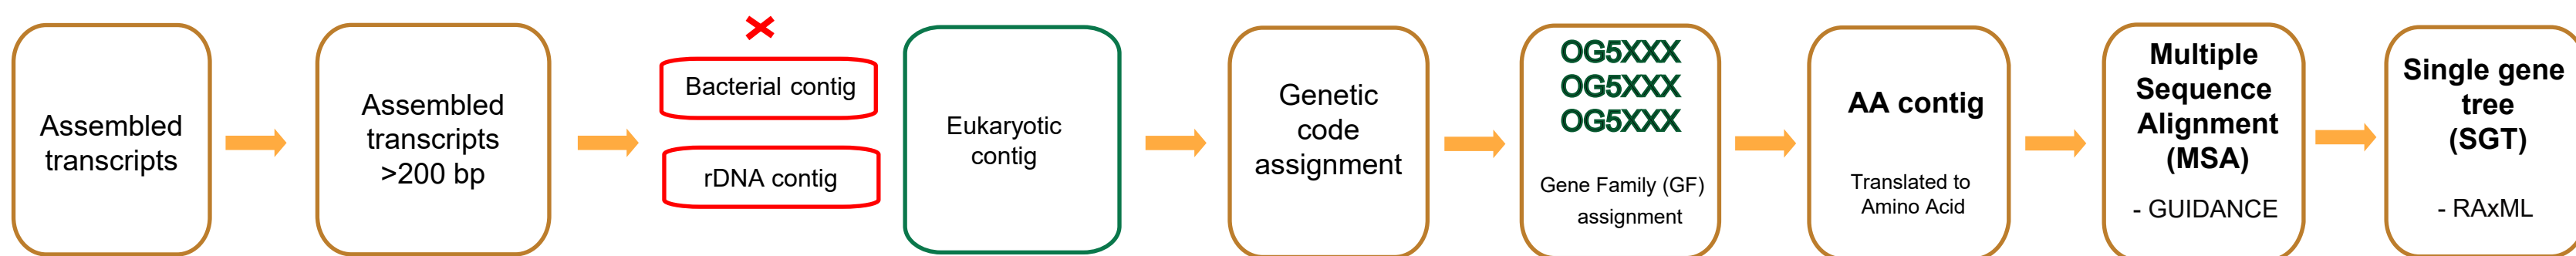 Assembled
transcripts
Assembled
transcripts
>200 bp
Bacterial contig
rDNA contig
Eukaryotic
contig
Genetic
code
assignment
OG5XXX
OG5XXX
OG5XXX
Gene Family (GF)
assignment
AA contig
Translated to
Amino Acid
Multiple
Sequence
Alignment
(MSA)
- GUIDANCE
Single gene
tree
(SGT)
- RAxML